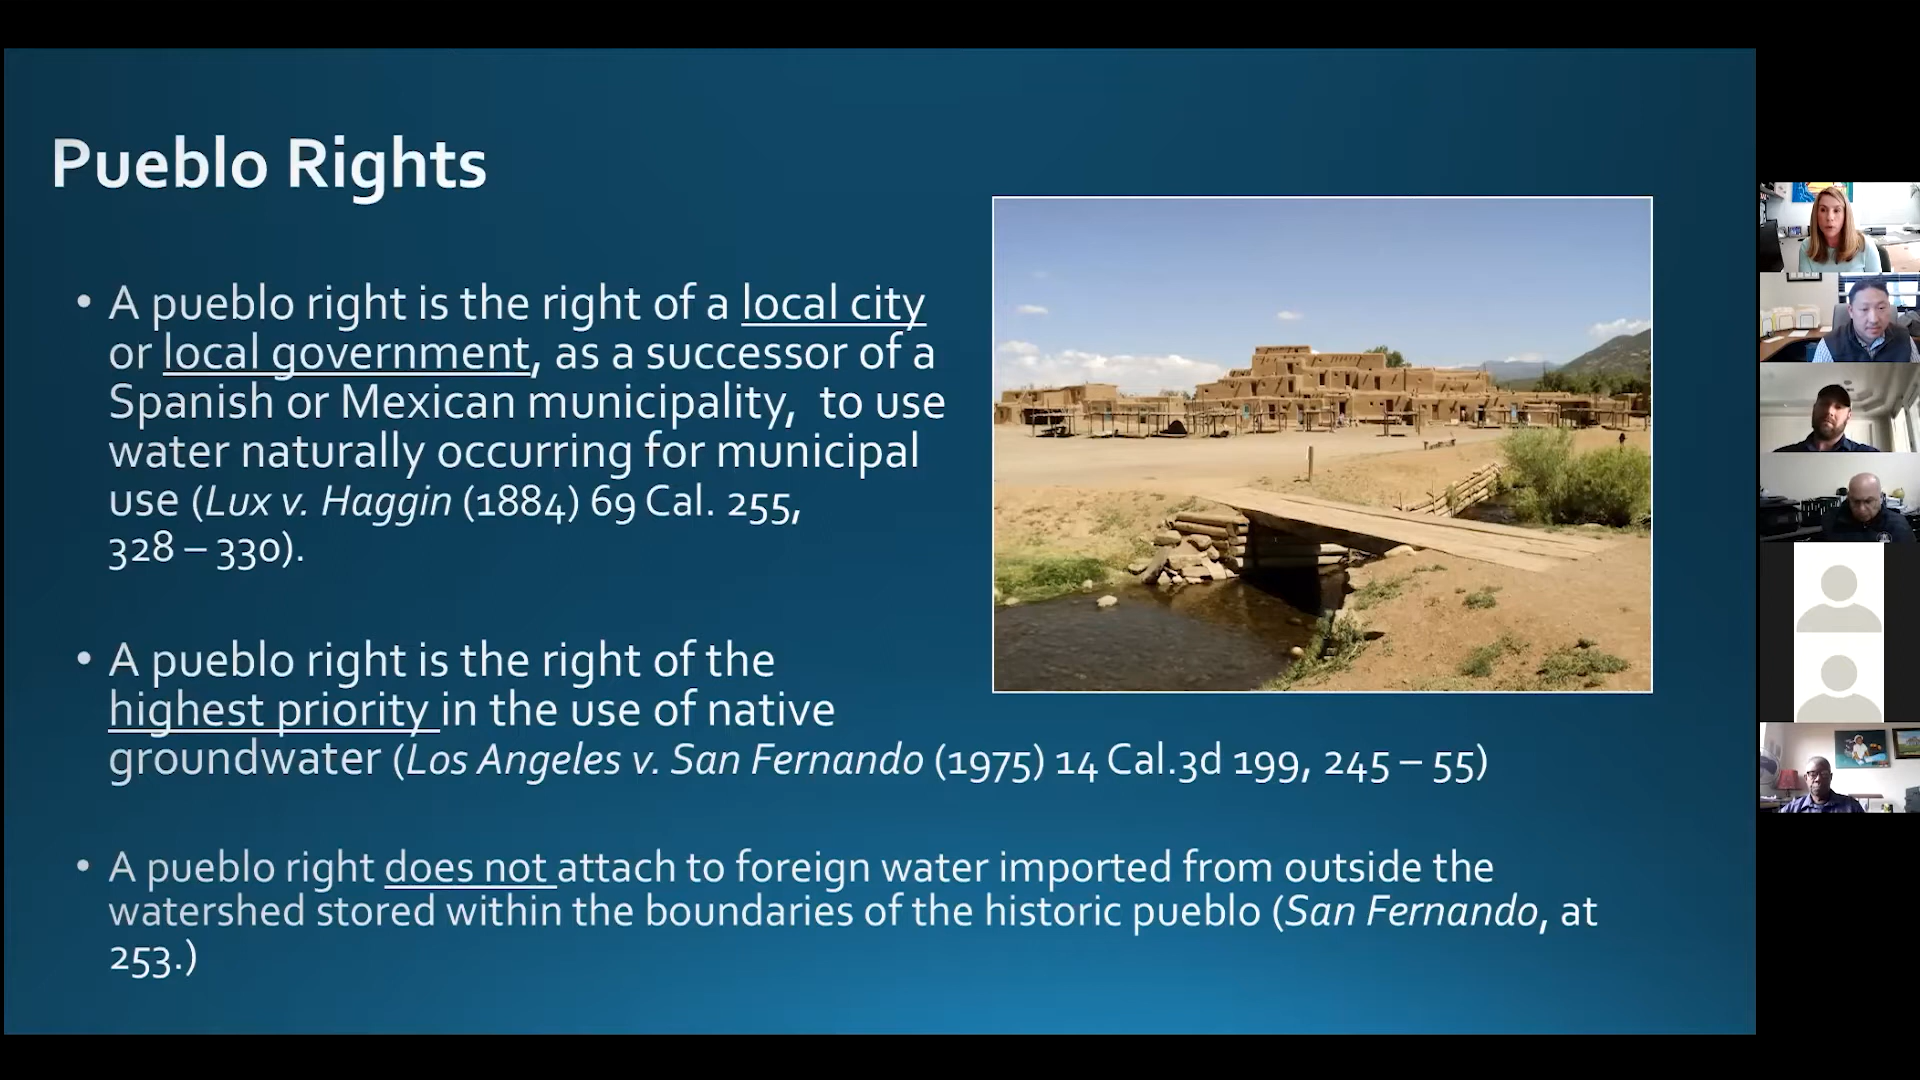 Pueblo Rights
• A pueblo right is the right of a local city
or local government, as a successor of a
Spanish or Mexican municipality, to use
water naturally occurring for municipal
use (Lux v. Haggin (1884) 69 Cal. 255,
328 – 330).
• A pueblo right is the right of the
highest priority in the use of native
groundwater (Los Angeles v. San Fernando (1975) 14 Cal.3d 199, 245 – 55)
• A pueblo right does not attach to foreign water imported from outside the
watershed stored within the boundaries of the historic pueblo (San Fernando, at
253.)